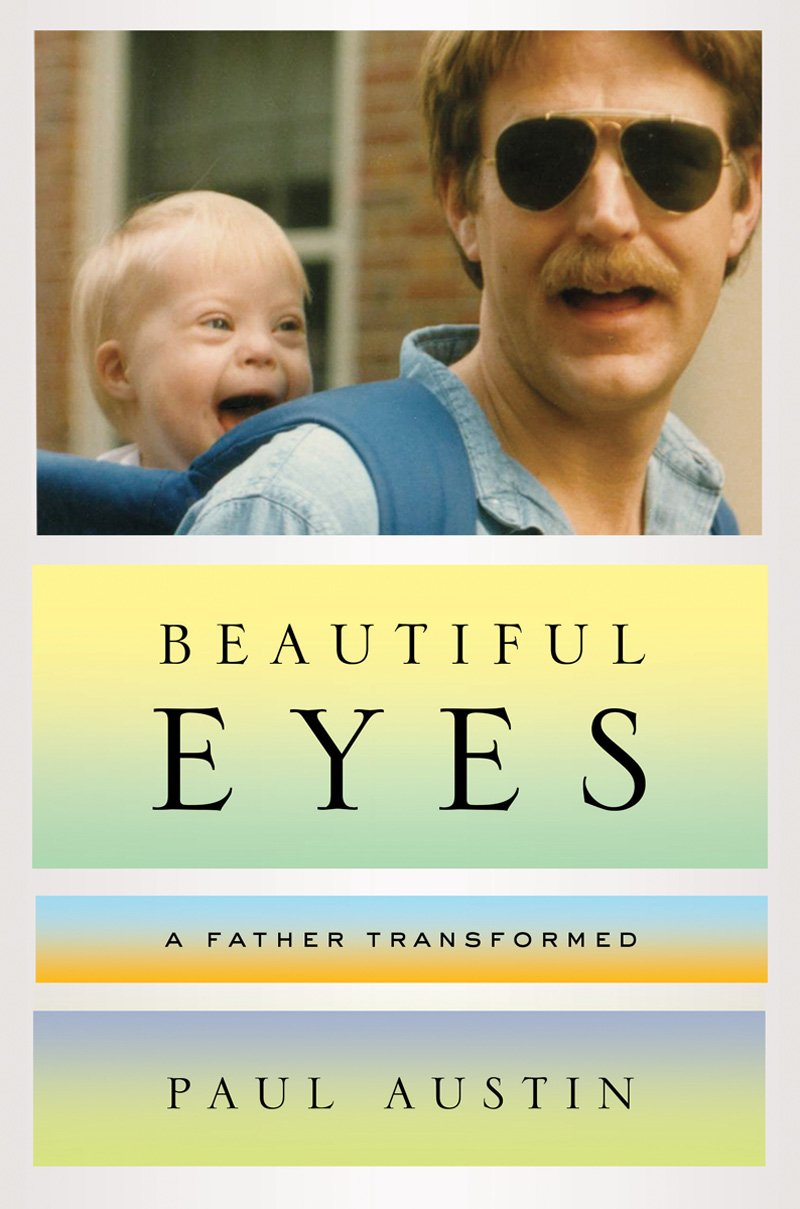 BEAUTIFUL
EYES
A FATHER TRANSFORMED
PAUL AUSTIN